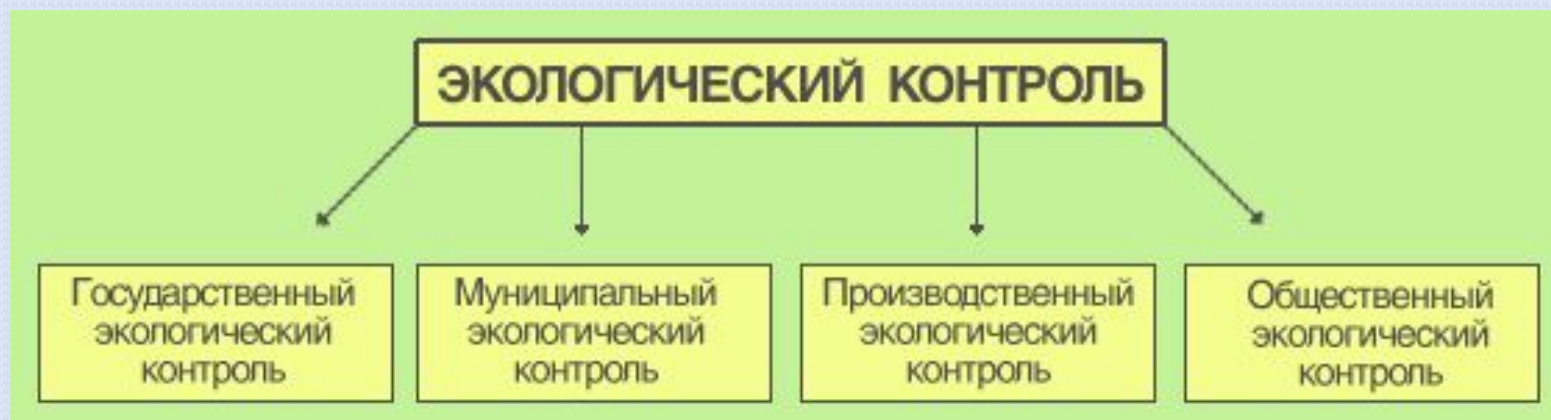 ЭКОЛОГИЧЕСКИЙ КОНТРОЛЬ
Государственный
экологический
контроль
Муниципальный
экологический
контроль
Производственный
экологический
контроль
Общественный
экологический
контроль